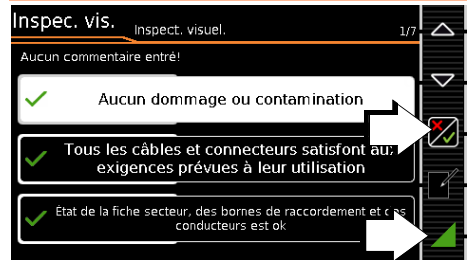 Inspec. vis.
Inspect. visuel.
1/7
Aucun commentaire entré!
Aucun dommage ou contamination
Tous les câbles et connecteurs satisfont aux
exigences prévues à leur utilisation
État de la fiche secteur, des bornes de raccordement et des
conducteurs est ok